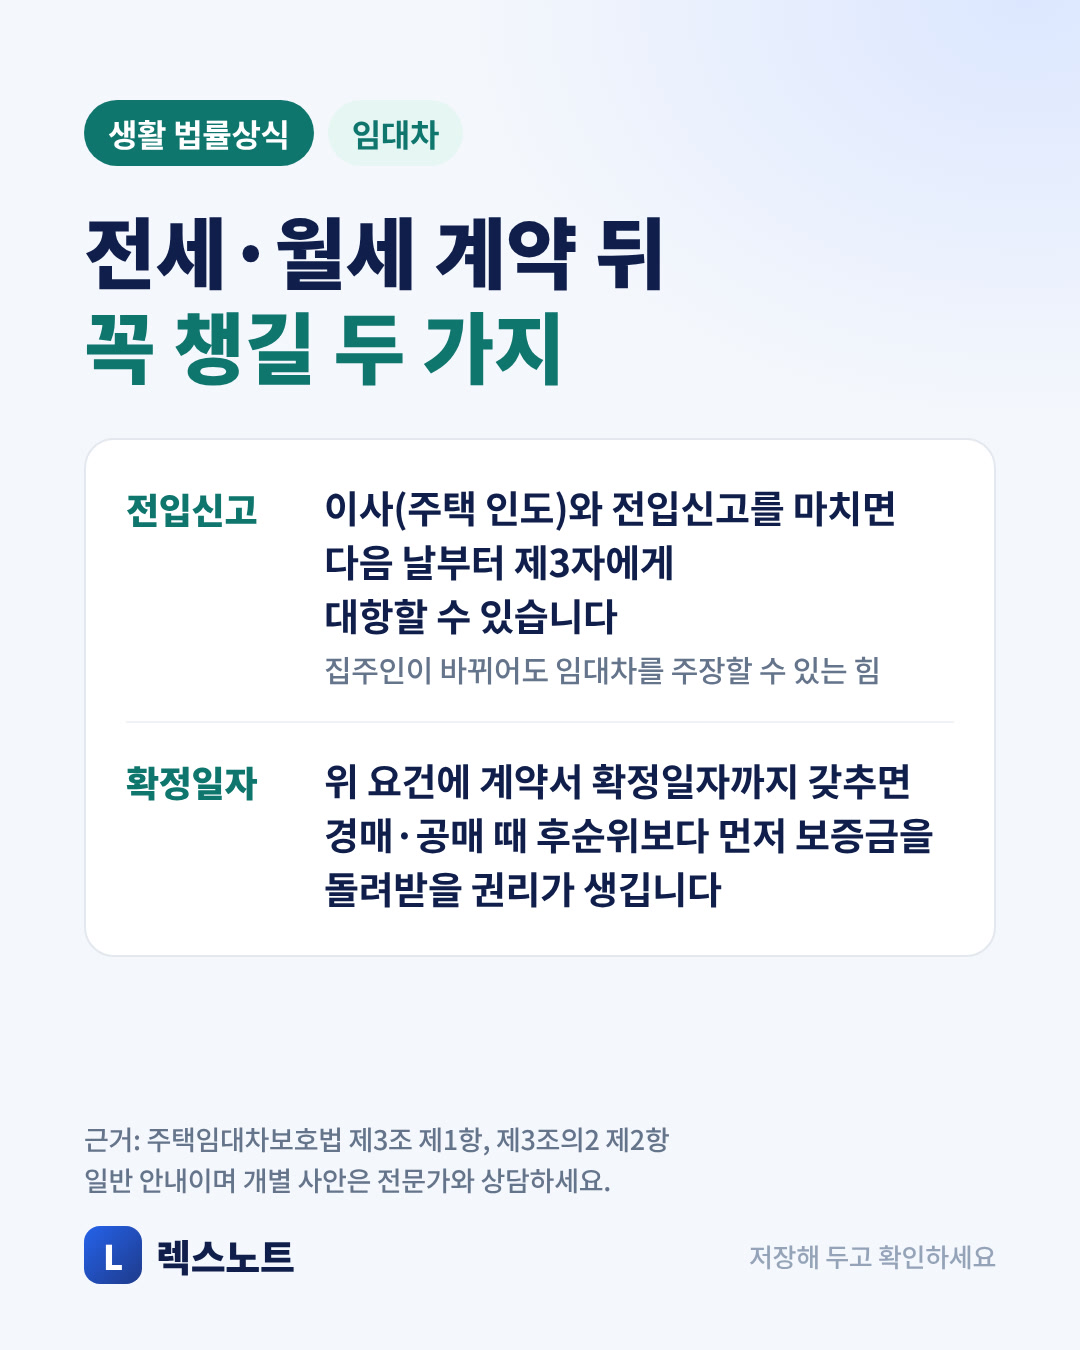 생활 법률상식
임대차
전세·월세 계약 뒤
꼭 챙길 두 가지
전입신고
이사(주택 인도)와 전입신고를 마치면
다음 날부터 제3자에게
대항할 수 있습니다
집주인이 바뀌어도 임대차를 주장할 수 있는 힘
확정일자
위 요건에 계약서 확정일자까지 갖추면
경매·공매 때 후순위보다 먼저 보증금을
돌려받을 권리가 생깁니다
근거: 주택임대차보호법 제3조 제1항, 제3조의2 제2항
일반 안내이며 개별 사안은 전문가와 상담하세요.
L 렉스노트
저장해 두고 확인하세요